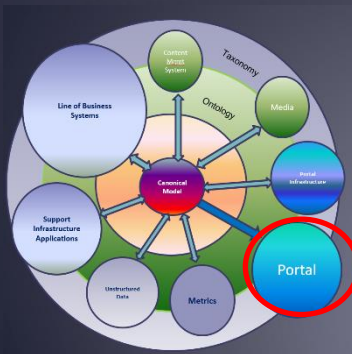 Content
Mngt
System
Taxonomy
Line of Business
Systems
Ontology
Media
Canonical
Model
Portal
Infrastructure
Support
Infrastructure
Applications
Portal
Unstructured
Data
Metrics